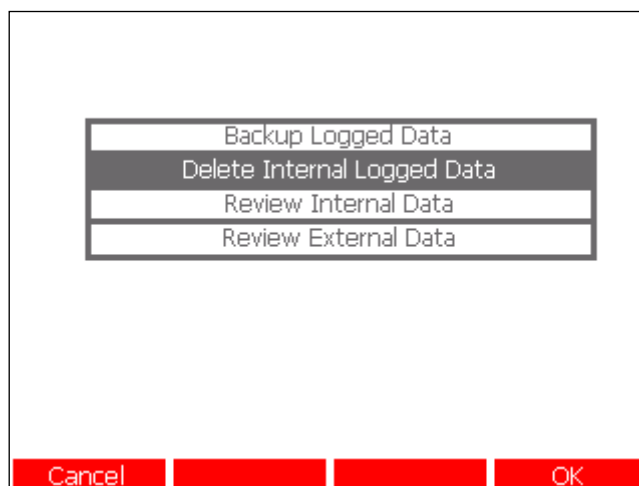 Backup Logged Data
Delete Internal Logged Data
Review Internal Data
Review External Data
Cancel OK